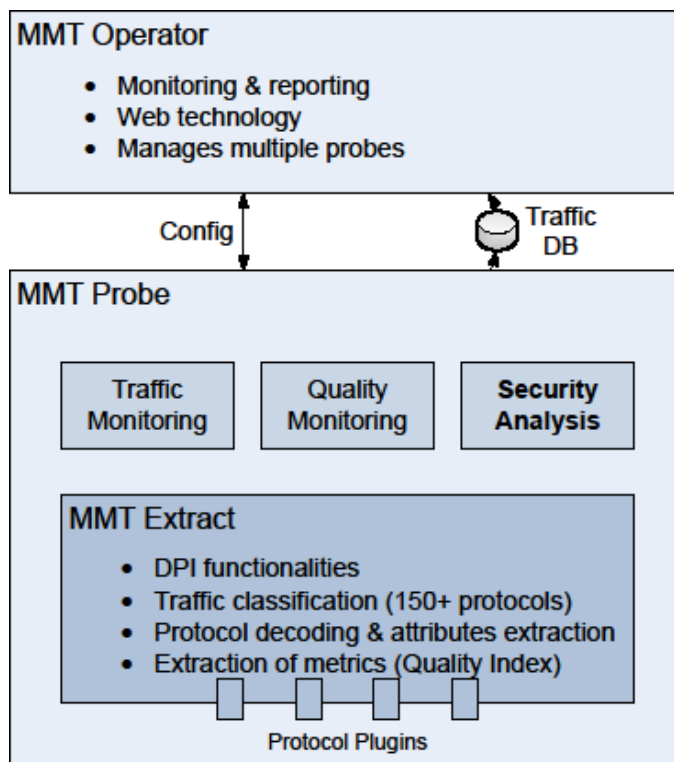 MMT Operator
• Monitoring & reporting
• Web technology
• Manages multiple probes
Config
Traffic
DB
MMT Probe
Traffic
Monitoring
Quality
Monitoring
Security
Analysis
MMT Extract
• DPI functionalities
• Traffic classification (150+ protocols)
• Protocol decoding & attributes extraction
• Extraction of metrics (Quality Index)
Protocol Plugins